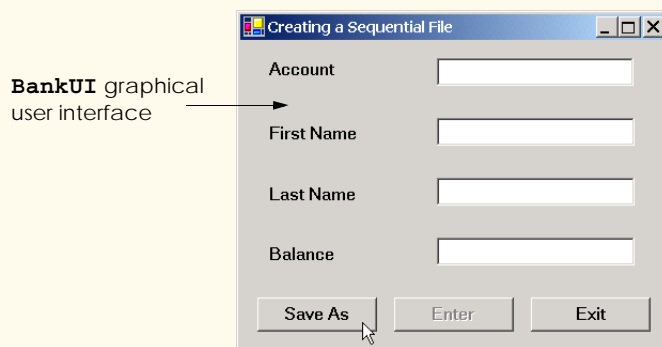 Creating a Sequential File
BankUI graphical
user interface
Account
First Name
Last Name
Balance
Save As
Enter
Exit